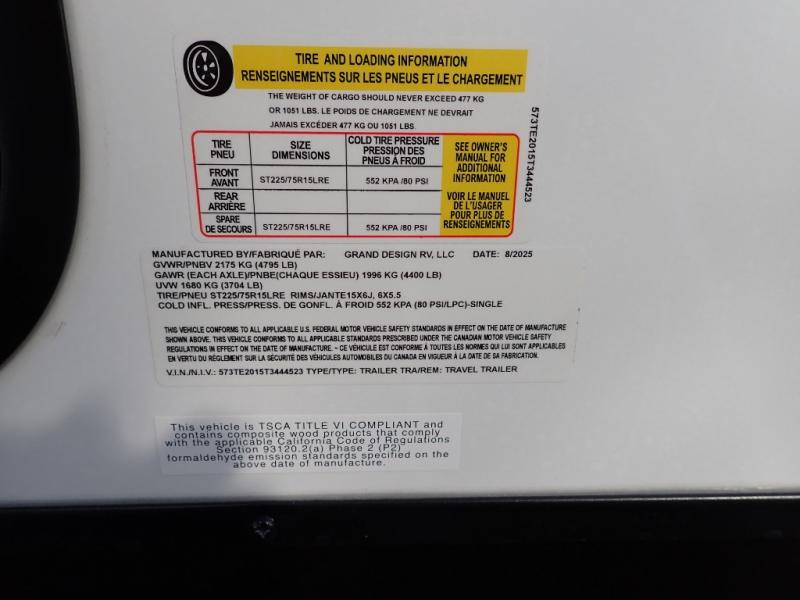 TIRE AND LOADING INFORMATION
RENSEIGNEMENTS SUR LES PNEUS ET LE CHARGEMENT
THE WEIGHT OF CARGO SHOULD NEVER EXCEED 477 KG
OR 1051 LBS. LE POIDS DE CHARGEMENT NE DEVRAIT
JAMAIS EXCÉDER 477 KG OU 1051 LBS.
TIRE
PNEU
SIZE
DIMENSIONS
COLD TIRE PRESSURE
PRESSION DES
PNEUS À FROID
FRONT
AVANT
ST225/75R15LRE
552 KPA /80 PSI
REAR
ARRIÈRE
SPARE
DE SECOURS
ST225/75R15LRE
552 KPA /80 PSI
SEE OWNER'S
MANUAL FOR
ADDITIONAL
INFORMATION
VOIR LE MANUEL
DE L'USAGER
POUR PLUS DE
RENSEIGNEMENTS
573TE2015T3444523
MANUFACTURED BY/FABRIQUÉ PAR: GRAND DESIGN RV, LLC DATE: 8/2025
GVWR/PNBV 2175 KG (4795 LB)
GAWR (EACH AXLE)/PNBE(CHAQUE ESSIEU) 1996 KG (4400 LB)
UVW 1680 KG (3704 LB)
TIRE/PNEU ST225/75R15LRE RIMS/JANTE15X6J, 6X5.5
COLD INFL. PRESS/PRESS. DE GONFL. À FROID 552 KPA (80 PSI/LPC)-SINGLE
THIS VEHICLE CONFORMS TO ALL APPLICABLE U.S. FEDERAL MOTOR VEHICLE SAFETY STANDARDS IN EFFECT ON THE DATE OF MANUFACTURE
SHOWN ABOVE. THIS VEHICLE CONFORMS TO ALL APPLICABLE STANDARDS PRESCRIBED UNDER THE CANADIAN MOTOR VEHICLE SAFETY
REGULATIONS IN EFFECT ON THE DATE OF MANUFACTURE. ~ CE VÉHICULE EST CONFORME À TOUTES LES NORMES QUI LUI SONT APPLICABLES
EN VERTU DU RÈGLEMENT SUR LA SÉCURITÉ DES VÉHICULES AUTOMOBILES DU CANADA EN VIGUEUR À LA DATE DE SA FABRICATION.
V.I.N./N.I.V.: 573TE2015T3444523 TYPE/TYPE: TRAILER TRA/REM: TRAVEL TRAILER
This vehicle is TSCA TITLE VI COMPLIANT and
contains composite wood products that comply
with the applicable California Code of Regulations
Section 93120.2(a) Phase 2 (P2)
formaldehyde emission standards specified on the
above date of manufacture.